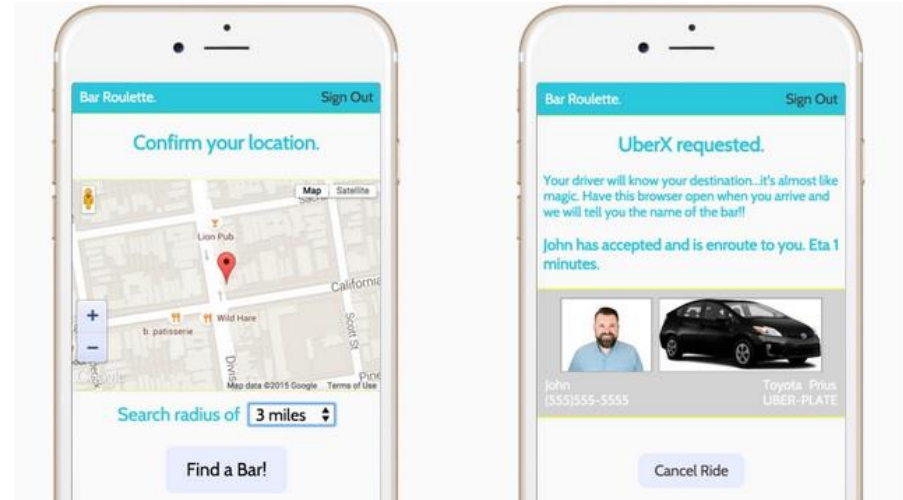 Bar Roulette.
Sign Out
Confirm your location.
Map
Satellite
Lion Pub
California
Wild Hare
b. patisserie
Scott St
Divis
Pine
+
−
Google
Map data ©2015 Google
Terms of Use
Search radius of
3 miles
Find a Bar!
Bar Roulette.
Sign Out
UberX requested.
Your driver will know your destination...it's almost like
magic. Have this browser open when you arrive and
we will tell you the name of the bar!!
John has accepted and is enroute to you. Eta 1
minutes.
John
(555)555-5555
Toyota Prius
UBER-PLATE
Cancel Ride